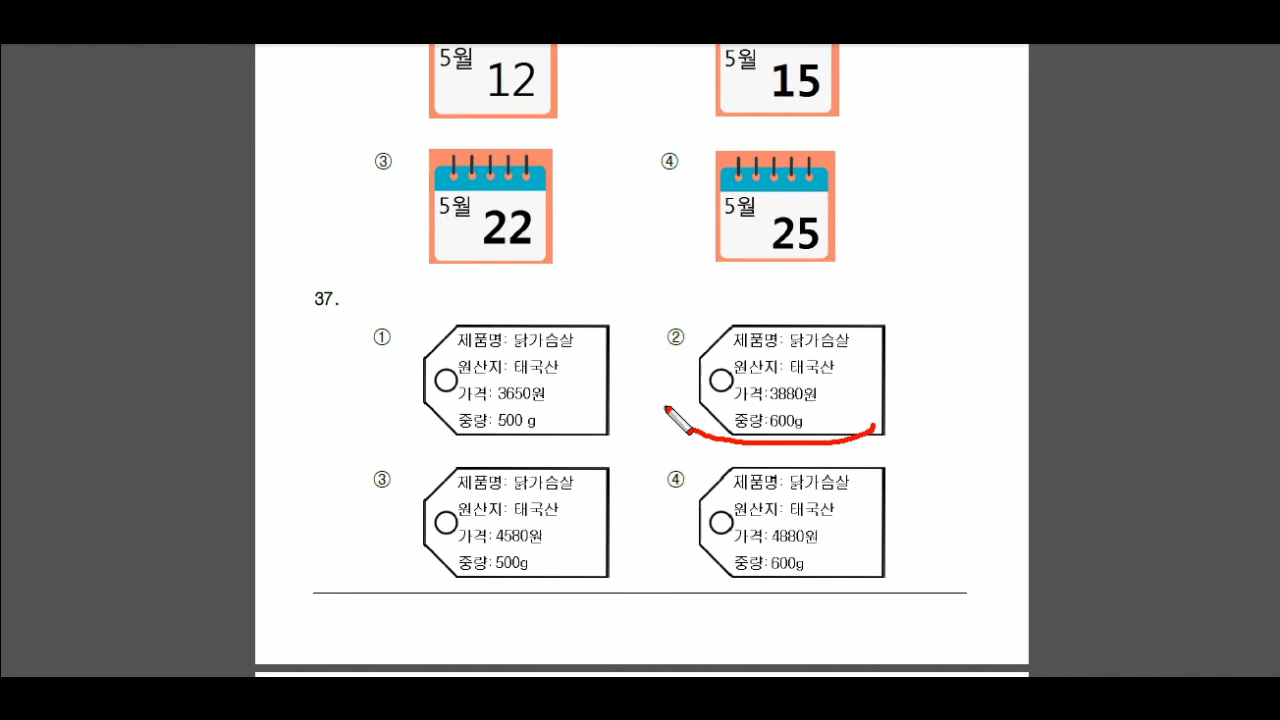 5월
12
5월
15
③
5월
22
④
5월
25
37.
①
제품명: 닭가슴살
원산지: 태국산
가격: 3650원
중량: 500 g
②
제품명: 닭가슴살
원산지: 태국산
가격:3880원
중량:600g
③
제품명: 닭가슴살
원산지: 태국산
가격: 4580원
중량: 500g
④
제품명: 닭가슴살
원산지: 태국산
가격: 4880원
중량: 600g